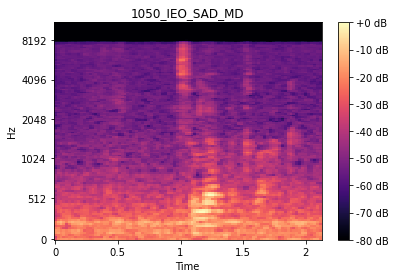 1050_IEO_SAD_MD
Hz
8192
4096
2048
1024
512
0
0
0.5
1
1.5
2
Time
+0 dB
-10 dB
-20 dB
-30 dB
-40 dB
-50 dB
-60 dB
-70 dB
-80 dB